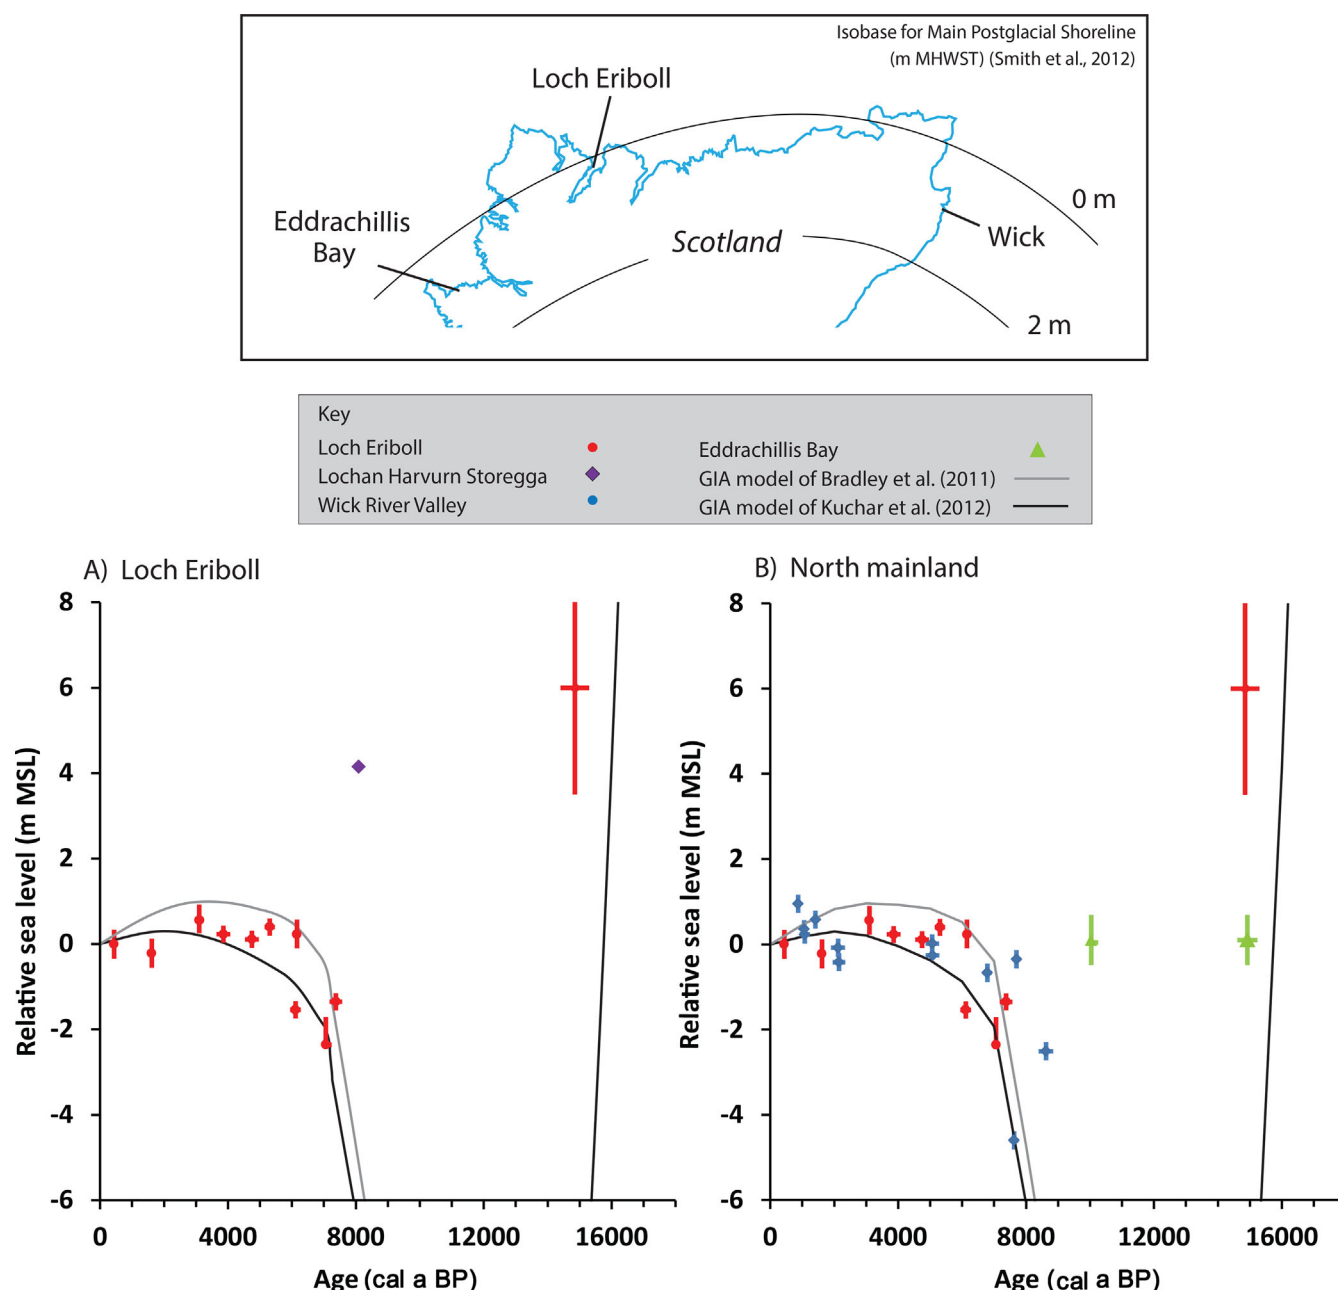 Isobase for Main Postglacial Shoreline
(m MHWST) (Smith et al., 2012)
Loch Eriboll
Eddrachillis
Bay
Scotland
0 m
Wick
2 m
Key
Loch Eriboll
Lochan Harvurn Storegga
Wick River Valley
Eddrachillis Bay
GIA model of Bradley et al. (2011)
GIA model of Kuchar et al. (2012)
A) Loch Eriboll
8
6
4
2
0
-2
-4
-6
Relative sea level (m MSL)
0 4000 8000 12000 16000
Age (cal a BP)
B) North mainland
8
6
4
2
0
-2
-4
-6
Relative sea level (m MSL)
0 4000 8000 12000 16000
Age (cal a BP)